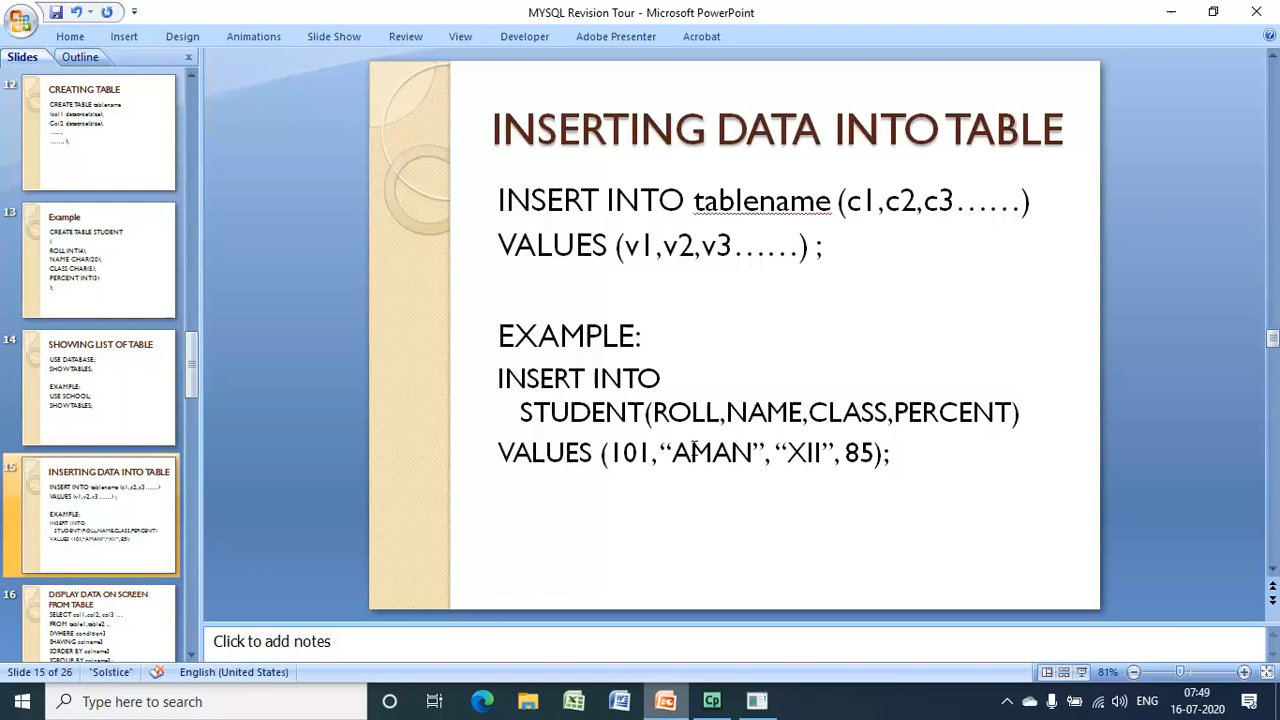 MYSQL Revision Tour - Microsoft PowerPoint
Home Insert Design Animations Slide Show Review View Developer Adobe Presenter Acrobat
Slides Outline
12
CREATING TABLE
CREATE TABLE tablename
13
Example
CREATE TABLE STUDENT
(
ROLL INT(4),
NAME CHAR(20),
CLASS CHAR(5),
PERCENT INT(3)
);
14
SHOWING LIST OF TABLE
USE DATABASE;
SHOW TABLES;
EXAMPLE:
USE SCHOOL;
SHOW TABLES;
15
INSERTING DATA INTO TABLE
INSERT INTO tablename (c1,c2,c3……)
VALUES (v1,v2,v3……) ;
EXAMPLE:
INSERT INTO
STUDENT(ROLL,NAME,CLASS,PERCENT)
VALUES (101,“AMAN”, “XII”, 85);
16
DISPLAY DATA ON SCREEN
FROM TABLE
SELECT col1,col2, col3 …
FROM table1,table2 ..
[WHERE condition]
[HAVING colname]
[ORDER BY colname]
[GROUP BY colname];
INSERTING DATA INTO TABLE
INSERT INTO tablename (c1,c2,c3……)
VALUES (v1,v2,v3……) ;
EXAMPLE:
INSERT INTO
STUDENT(ROLL,NAME,CLASS,PERCENT)
VALUES (101,“AMAN”, “XII”, 85);
Click to add notes
Slide 15 of 26 "Solstice" English (United States) 81%
Type here to search
ENG
07:49
16-07-2020